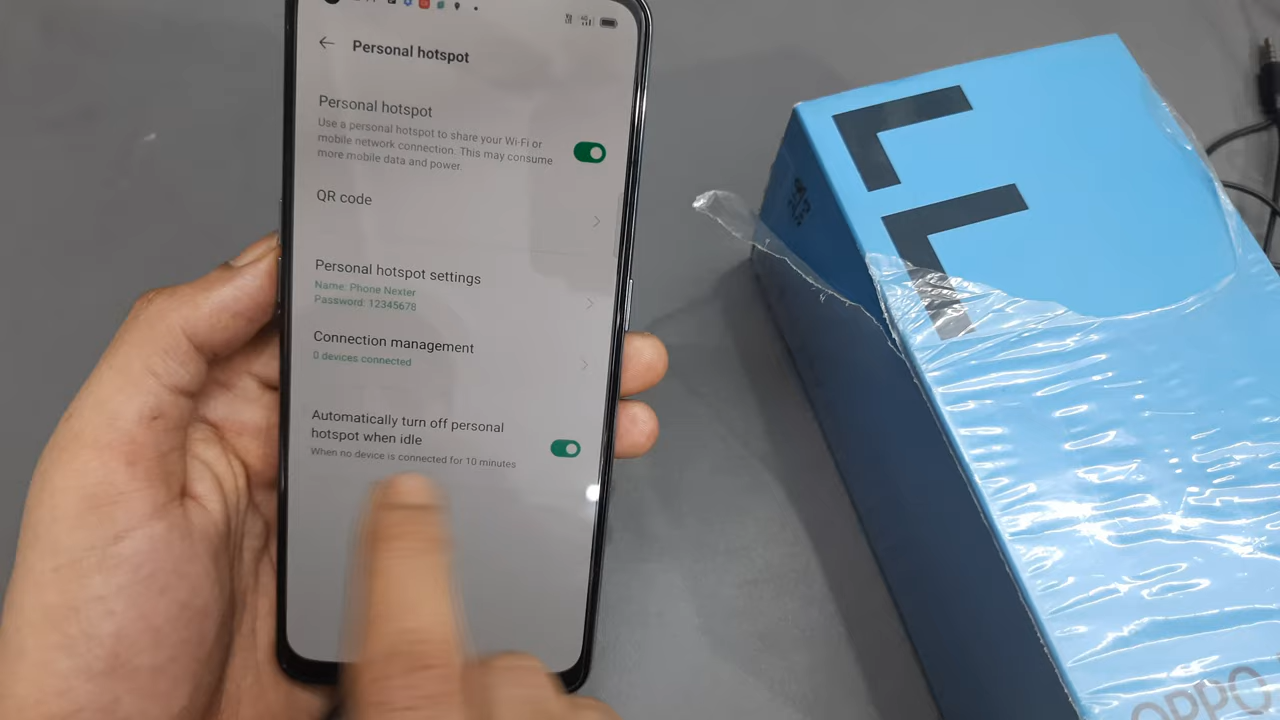 Personal hotspot
Personal hotspot
Use a personal hotspot to share your Wi-Fi or
mobile network connection. This may consume
more mobile data and power.
QR code
Personal hotspot settings
Name: Phone Nexter
Password: 12345678
Connection management
0 devices connected
Automatically turn off personal
hotspot when idle
When no device is connected for 10 minutes
OPPO